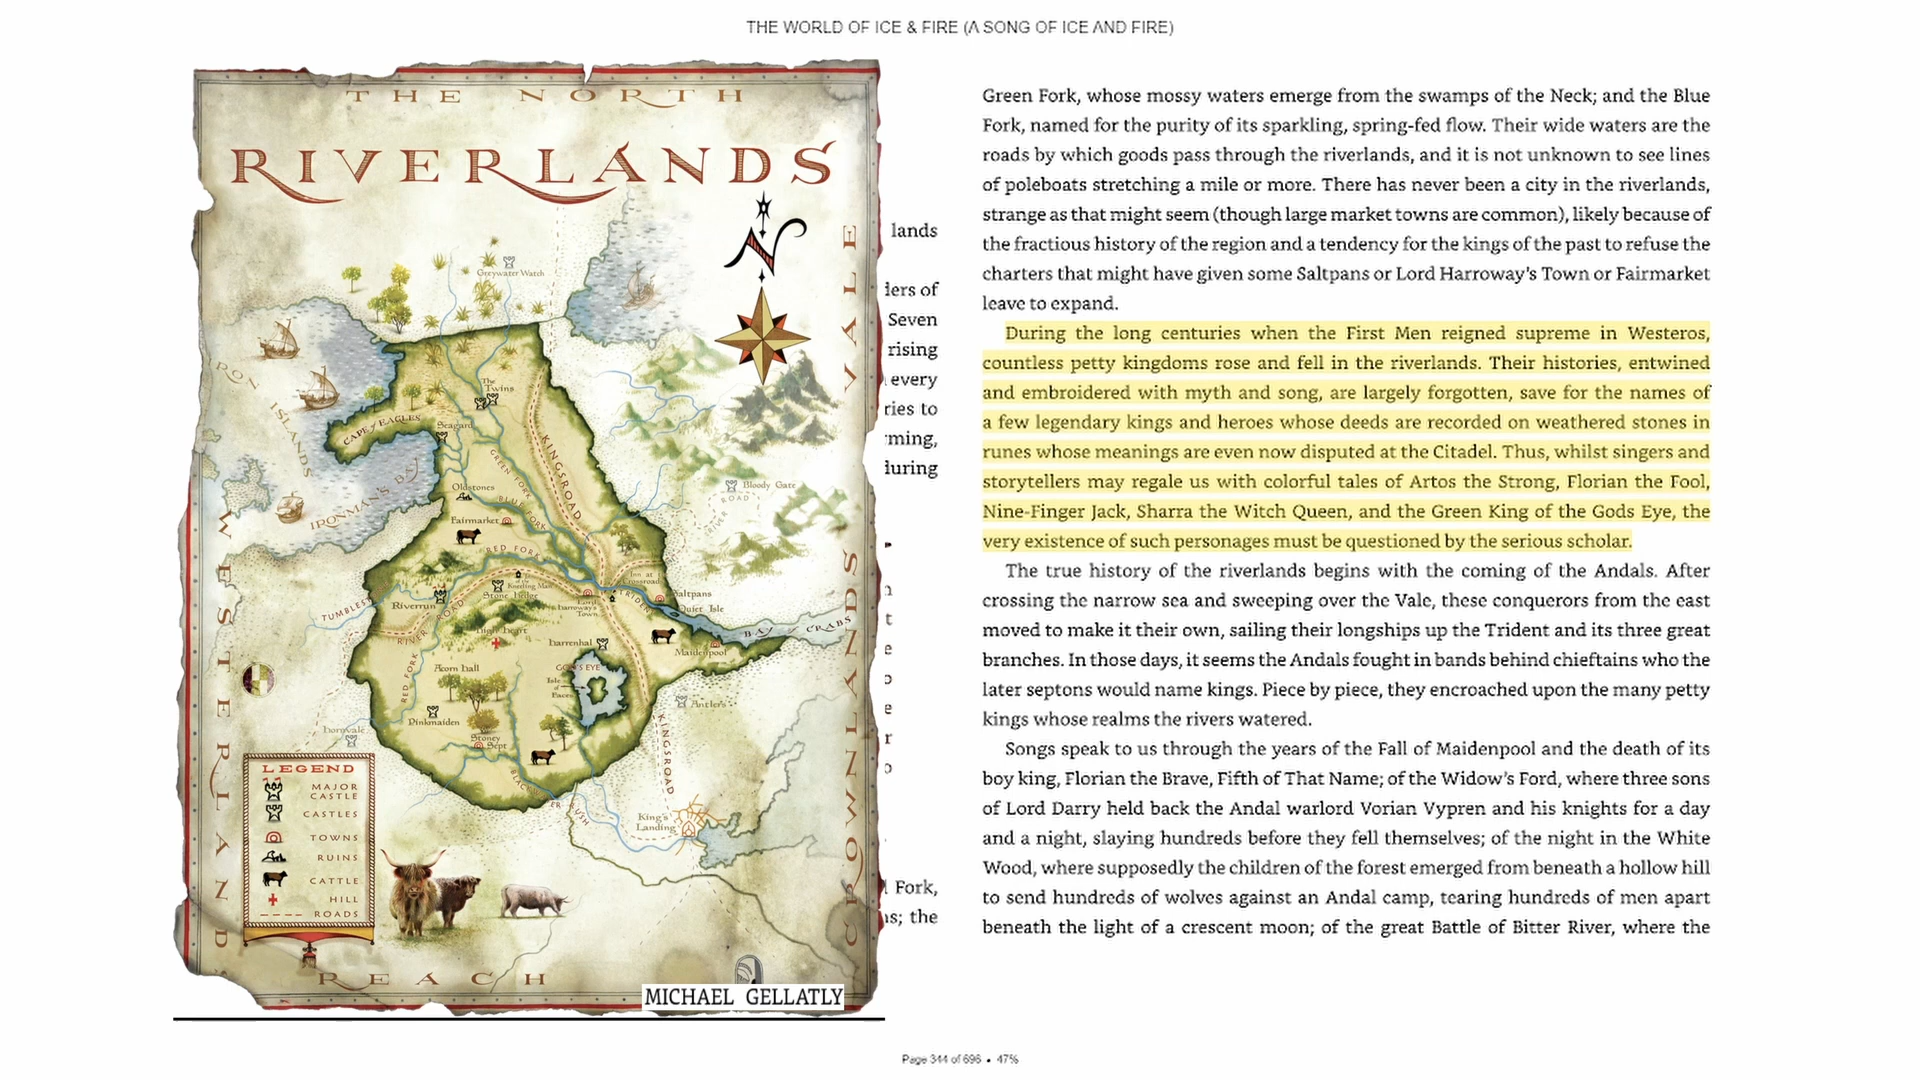 THE WORLD OF ICE & FIRE (A SONG OF ICE AND FIRE)
THE NORTH
RIVERLANDS
N
VALE
Greywater Watch
IRON ISLANDS
The Twins
CAPE of EAGLES
Seagard
KINGSROAD
GREEN FORK
Bloody Gate
ROAD
RIVER
IRONMAN'S BAY
Oldstones
BLUE FORK
Fairmarket
RED FORK
Inn at Crossroad
Kneeling Man
Stone Hedge
Lord Harroway's Town
TRIDENT
Saltpans
Quiet Isle
TUMBLESTONE
Riverrun
RIVER ROAD
BAY of CRABS
High Heart
Harrenhal
Maidenpool
RED FORK
Acorn Hall
GODS EYE
Isle of Faces
Pinkmaiden
Antlers
Stoney Sept
Hornvale
KINGSROAD
BLACKWATER RUSH
King's Landing
WESTERLANDS
CROWNLANDS
LEGEND
MAJOR CASTLE
CASTLES
TOWNS
RUINS
CATTLE
HILL
ROADS
REACH
MICHAEL GELLATLY
lands
ders of
Seven
rising
every
ries to
ming,
during
Fork,
the
Green Fork, whose mossy waters emerge from the swamps of the Neck; and the Blue
Fork, named for the purity of its sparkling, spring-fed flow. Their wide waters are the
roads by which goods pass through the riverlands, and it is not unknown to see lines
of poleboats stretching a mile or more. There has never been a city in the riverlands,
strange as that might seem (though large market towns are common), likely because of
the fractious history of the region and a tendency for the kings of the past to refuse the
charters that might have given some Saltpans or Lord Harroway's Town or Fairmarket
leave to expand.
During the long centuries when the First Men reigned supreme in Westeros,
countless petty kingdoms rose and fell in the riverlands. Their histories, entwined
and embroidered with myth and song, are largely forgotten, save for the names of
a few legendary kings and heroes whose deeds are recorded on weathered stones in
runes whose meanings are even now disputed at the Citadel. Thus, whilst singers and
storytellers may regale us with colorful tales of Artos the Strong, Florian the Fool,
Nine-Finger Jack, Sharra the Witch Queen, and the Green King of the Gods Eye, the
very existence of such personages must be questioned by the serious scholar.
The true history of the riverlands begins with the coming of the Andals. After
crossing the narrow sea and sweeping over the Vale, these conquerors from the east
moved to make it their own, sailing their longships up the Trident and its three great
branches. In those days, it seems the Andals fought in bands behind chieftains who the
later septons would name kings. Piece by piece, they encroached upon the many petty
kings whose realms the rivers watered.
Songs speak to us through the years of the Fall of Maidenpool and the death of its
boy king, Florian the Brave, Fifth of That Name; of the Widow's Ford, where three sons
of Lord Darry held back the Andal warlord Vorian Vypren and his knights for a day
and a night, slaying hundreds before they fell themselves; of the night in the White
Wood, where supposedly the children of the forest emerged from beneath a hollow hill
to send hundreds of wolves against an Andal camp, tearing hundreds of men apart
beneath the light of a crescent moon; of the great Battle of Bitter River, where the
Page 344 of 696 • 47%